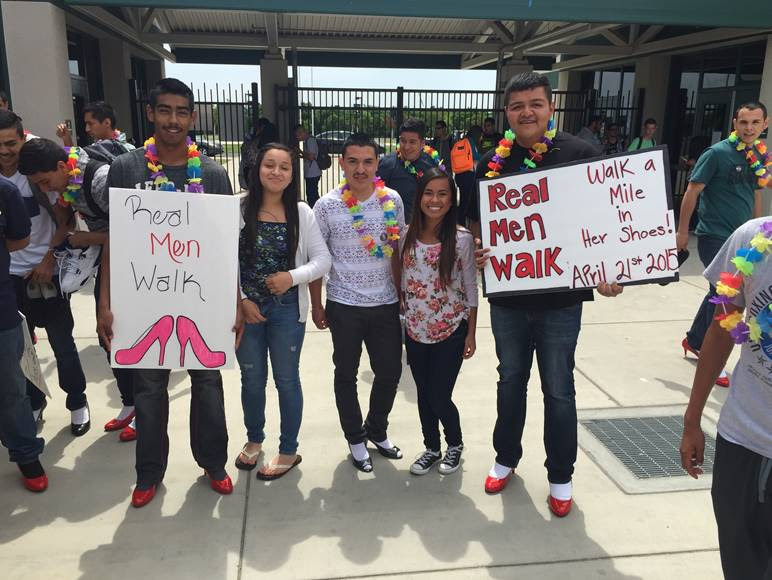 Real
Men
Walk
Real
Men
Walk
Walk a
Mile
in
Her Shoes!
April 21st 2015